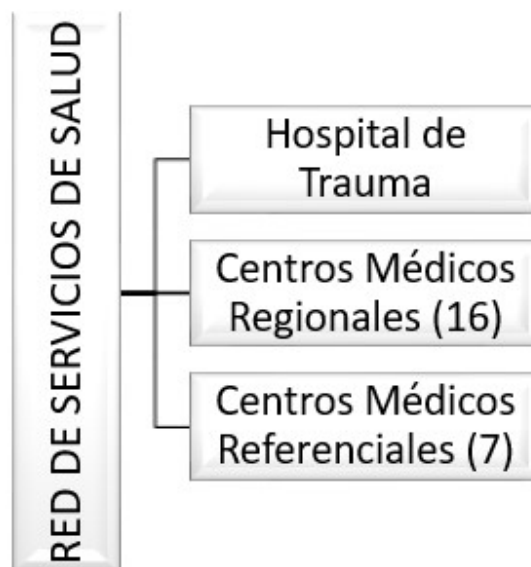 RED DE SERVICIOS DE SALUD
Hospital de
Trauma
Centros Médicos
Regionales (16)
Centros Médicos
Referenciales (7)